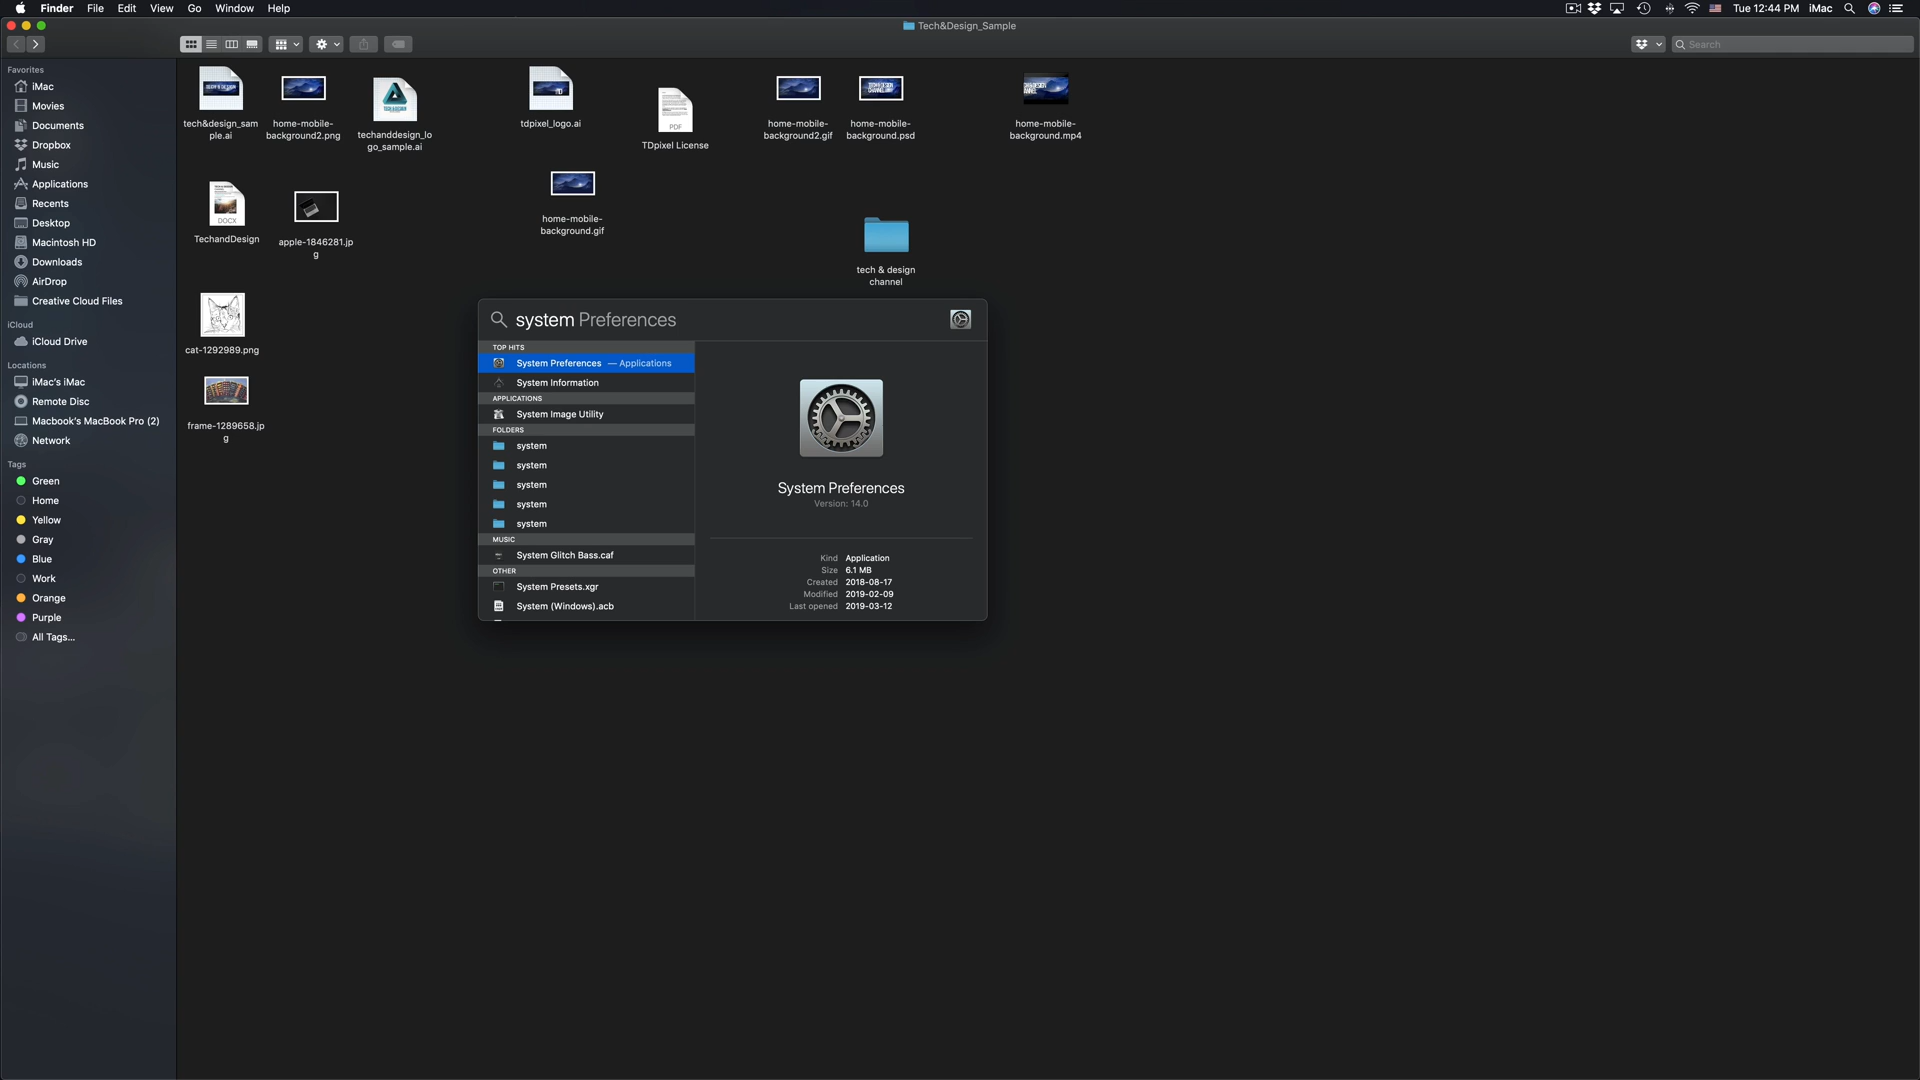 Finder File Edit View Go Window Help
Tue 12:44 PM iMac
Tech&Design_Sample
Search
Favorites
iMac
Movies
Documents
Dropbox
Music
Applications
Recents
Desktop
Macintosh HD
Downloads
AirDrop
Creative Cloud Files
iCloud
iCloud Drive
Locations
iMac's iMac
Remote Disc
Macbook's MacBook Pro (2)
Network
Tags
Green
Home
Yellow
Gray
Blue
Work
Orange
Purple
All Tags...
tech&design_sam
ple.ai
home-mobile-
background2.png
techanddesign_lo
go_sample.ai
tdpixel_logo.ai
PDF
TDpixel License
home-mobile-
background2.gif
home-mobile-
background.psd
home-mobile-
background.mp4
DOCX
TechandDesign
apple-1846281.jp
g
home-mobile-
background.gif
tech & design
channel
cat-1292989.png
frame-1289658.jp
g
system Preferences
TOP HITS
System Preferences — Applications
System Information
APPLICATIONS
System Image Utility
FOLDERS
system
system
system
system
system
MUSIC
System Glitch Bass.caf
OTHER
System Presets.xgr
System (Windows).acb
System Preferences
Version: 14.0
Kind Application
Size 6.1 MB
Created 2018-08-17
Modified 2019-02-09
Last opened 2019-03-12